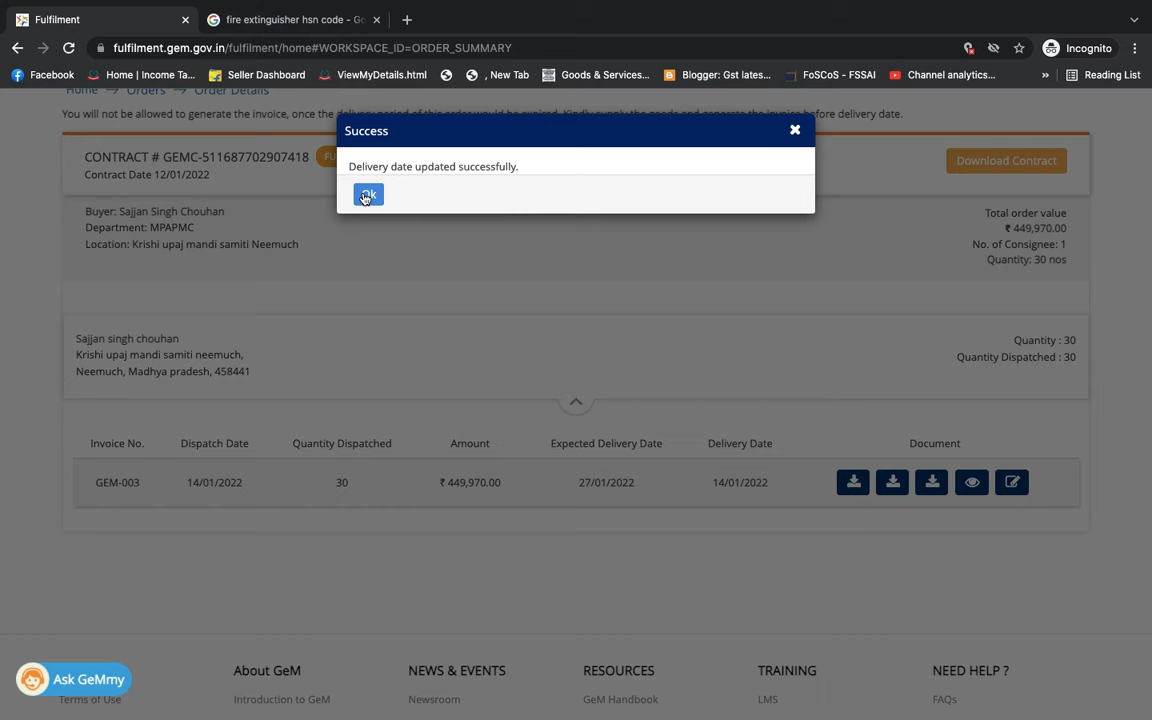 Fulfilment
fire extinguisher hsn code - Go
fulfilment.gem.gov.in/fulfilment/home#WORKSPACE_ID=ORDER_SUMMARY
Incognito
Facebook
Home | Income Ta...
Seller Dashboard
ViewMyDetails.html
, New Tab
Goods & Services...
Blogger: Gst latest...
FoSCoS - FSSAI
Channel analytics...
»
Reading List
Home → Orders → Order Details
You will not be allowed to generate the invoice, once the delivery period of this order would be expired. Kindly supply the goods and generate the invoice before delivery date.
Success
Delivery date updated successfully.
Ok
CONTRACT # GEMC-511687702907418
FU
Contract Date 12/01/2022
Download Contract
Buyer: Sajjan Singh Chouhan
Department: MPAPMC
Location: Krishi upaj mandi samiti Neemuch
Total order value
₹ 449,970.00
No. of Consignee: 1
Quantity: 30 nos
Sajjan singh chouhan
Krishi upaj mandi samiti neemuch,
Neemuch, Madhya pradesh, 458441
Quantity : 30
Quantity Dispatched : 30
Invoice No. Dispatch Date Quantity Dispatched Amount Expected Delivery Date Delivery Date Document
GEM-003 14/01/2022 30 ₹ 449,970.00 27/01/2022 14/01/2022
About GeM NEWS & EVENTS RESOURCES TRAINING NEED HELP ?
Ask GeMmy
Terms of Use Introduction to GeM Newsroom GeM Handbook LMS FAQs